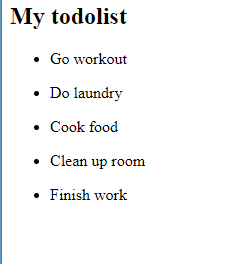 My todolist
Go workout
Do laundry
Cook food
Clean up room
Finish work